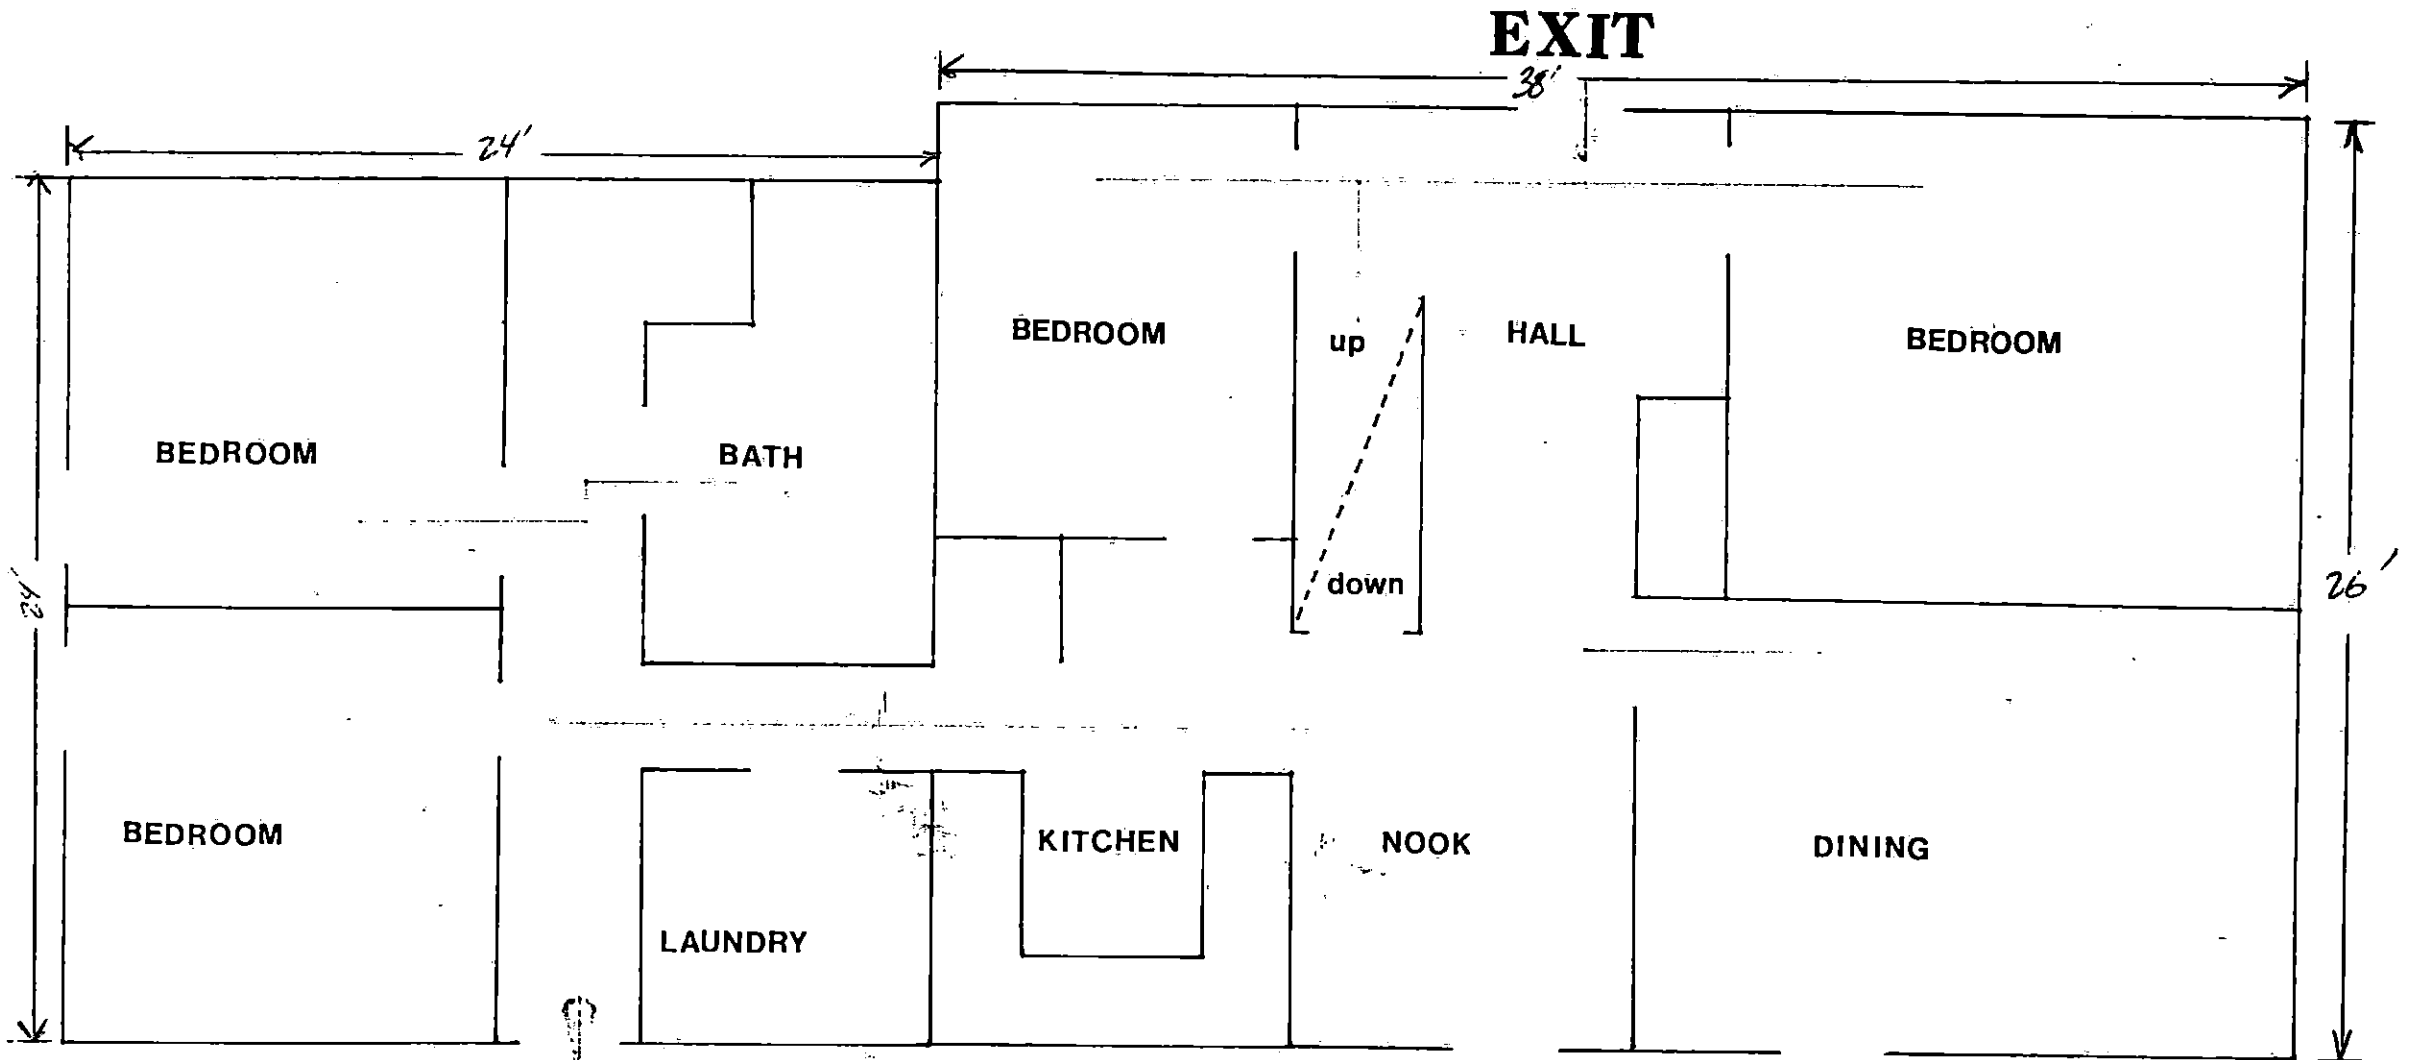 EXIT
38'
24'
BEDROOM
up
HALL
BEDROOM
BEDROOM
BATH
down
24'
26'
BEDROOM
KITCHEN
NOOK
DINING
LAUNDRY